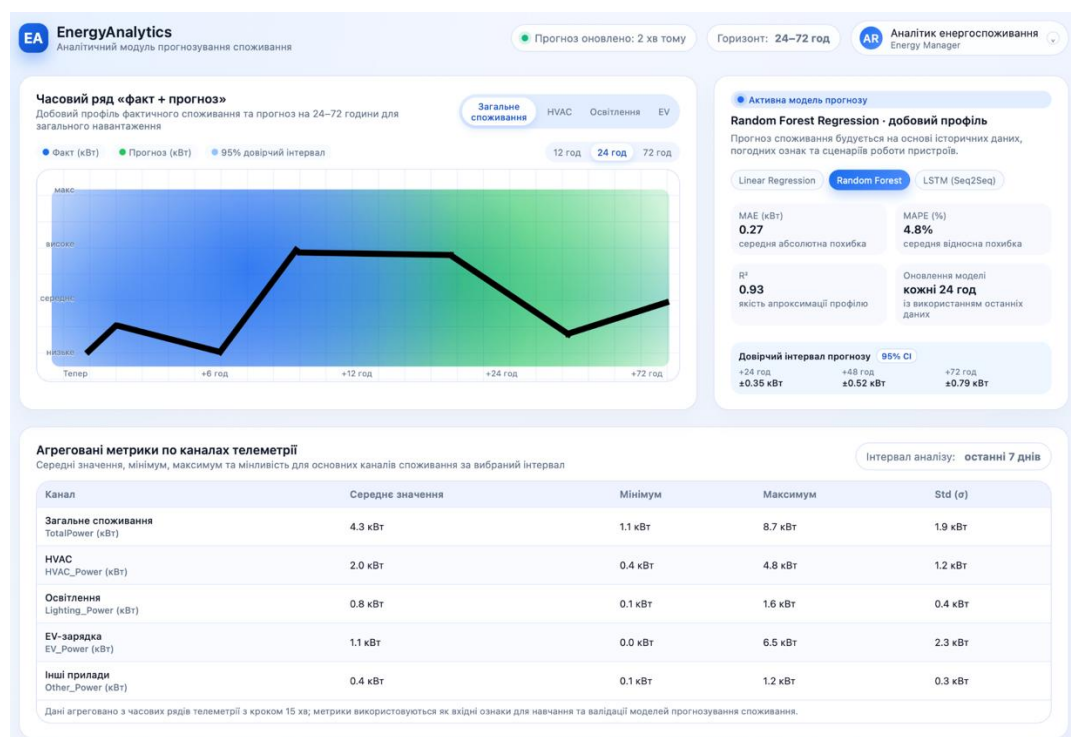 EA
EnergyAnalytics
Аналітичний модуль прогнозування споживання
Прогноз оновлено: 2 хв тому
Горизонт: 24–72 год
AR
Аналітик енергоспоживання
Energy Manager
Часовий ряд «факт + прогноз»
Добовий профіль фактичного споживання та прогноз на 24–72 години для
загального навантаження
Загальне
споживання
HVAC
Освітлення
EV
Факт (кВт)
Прогноз (кВт)
95% довірчий інтервал
12 год
24 год
72 год
макс
високе
середнє
низьке
Тепер
+6 год
+12 год
+24 год
+72 год
Активна модель прогнозу
Random Forest Regression · добовий профіль
Прогноз споживання будується на основі історичних даних,
погодних ознак та сценаріїв роботи пристроїв.
Linear Regression
Random Forest
LSTM (Seq2Seq)
MAE (кВт)
0.27
середня абсолютна похибка
MAPE (%)
4.8%
середня відносна похибка
R²
0.93
якість апроксимації профілю
Оновлення моделі
кожні 24 год
із використанням останніх
даних
Довірчий інтервал прогнозу 95% CI
+24 год
±0.35 кВт
+48 год
±0.52 кВт
+72 год
±0.79 кВт
Агреговані метрики по каналах телеметрії
Середні значення, мінімум, максимум та мінливість для основних каналів споживання за вибраний інтервал
Інтервал аналізу: останні 7 днів
Канал Середнє значення Мінімум Максимум Std (σ)
Загальне споживання
TotalPower (кВт)
4.3 кВт 1.1 кВт 8.7 кВт 1.9 кВт
HVAC
HVAC_Power (кВт)
2.0 кВт 0.4 кВт 4.8 кВт 1.2 кВт
Освітлення
Lighting_Power (кВт)
0.8 кВт 0.1 кВт 1.6 кВт 0.4 кВт
EV-зарядка
EV_Power (кВт)
1.1 кВт 0.0 кВт 6.5 кВт 2.3 кВт
Інші прилади
Other_Power (кВт)
0.4 кВт 0.1 кВт 1.2 кВт 0.3 кВт
Дані агреговано з часових рядів телеметрії з кроком 15 хв; метрики використовуються як вхідні ознаки для навчання та валідації моделей прогнозування споживання.